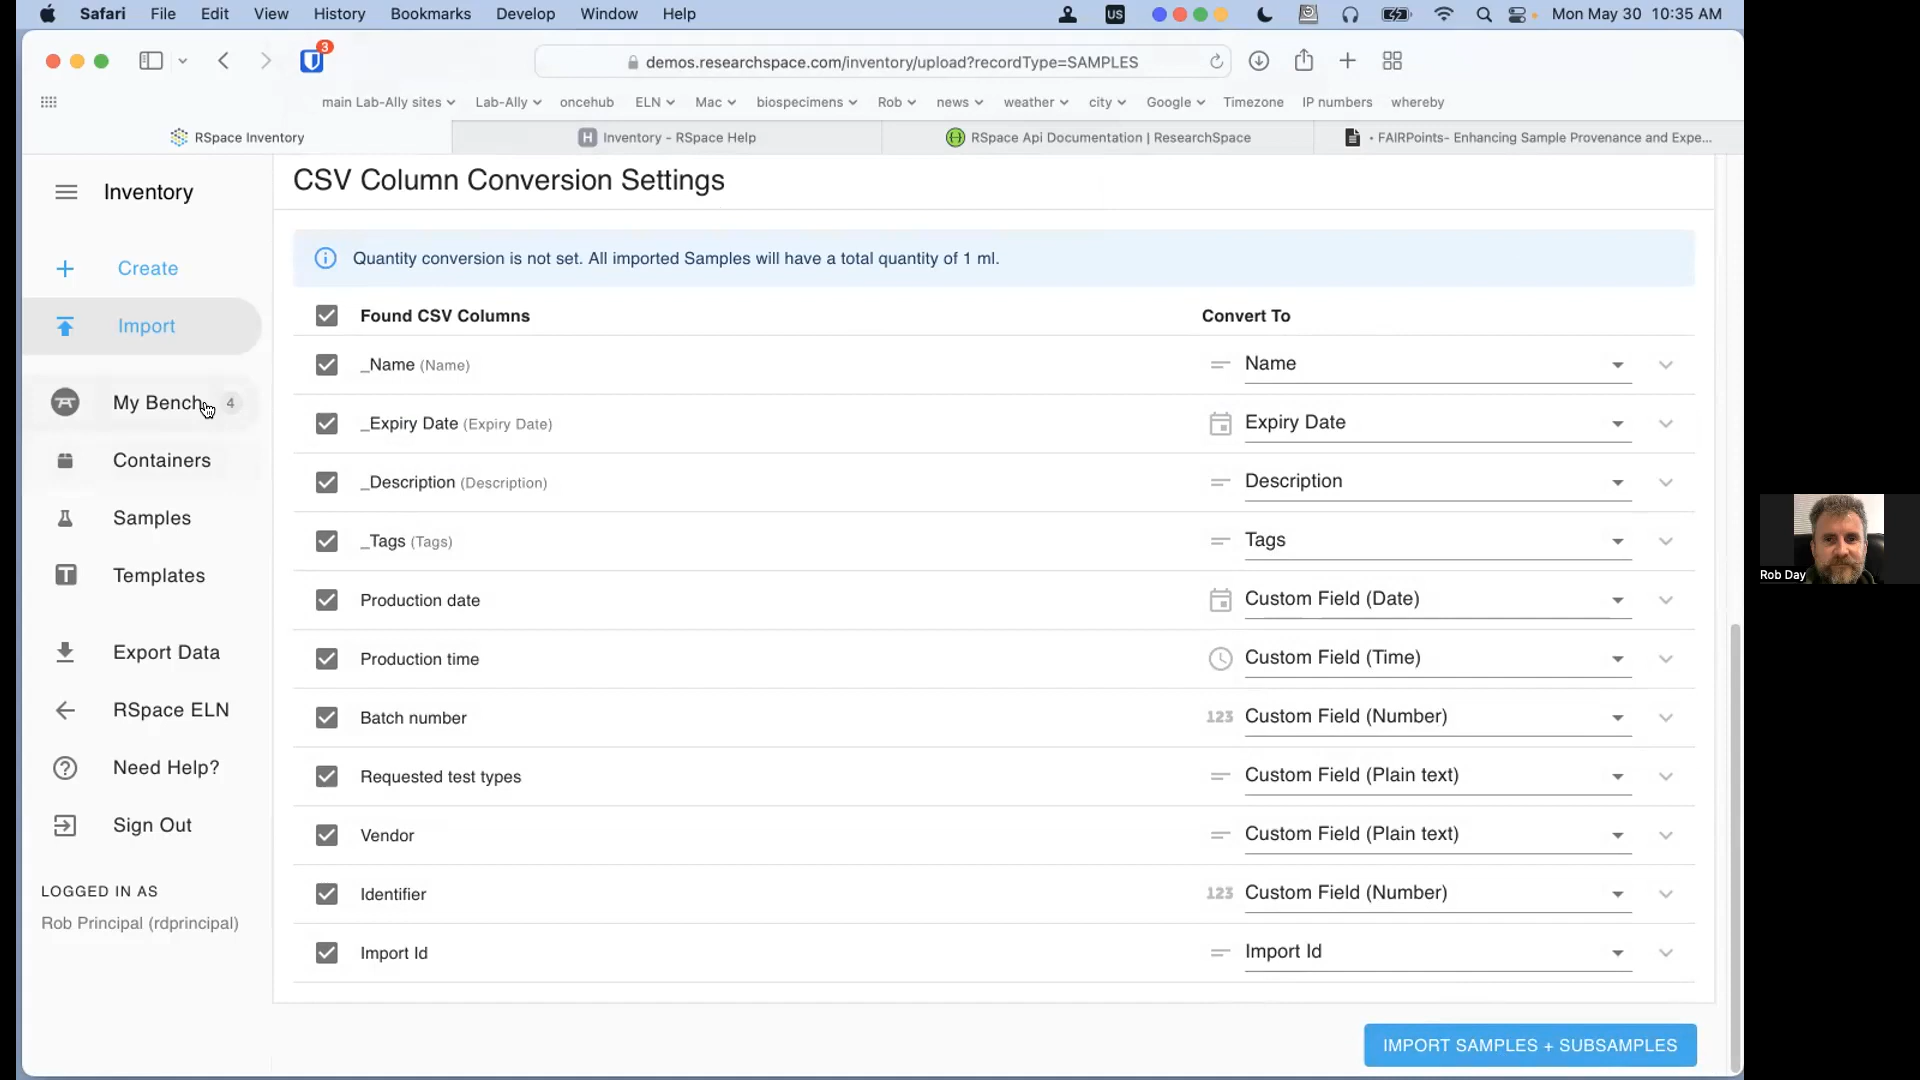 Safari File Edit View History Bookmarks Develop Window Help US Mon May 30 10:35 AM
3 demos.researchspace.com/inventory/upload?recordType=SAMPLES
main Lab-Ally sites Lab-Ally oncehub ELN Mac biospecimens Rob news weather city Google Timezone IP numbers whereby
RSpace Inventory H Inventory - RSpace Help RSpace Api Documentation | ResearchSpace - FAIRPoints- Enhancing Sample Provenance and Expe...
Inventory
Create
Import
My Bench 4
Containers
Samples
Templates
Export Data
RSpace ELN
Need Help?
Sign Out
LOGGED IN AS
Rob Principal (rdprincipal)
CSV Column Conversion Settings
Quantity conversion is not set. All imported Samples will have a total quantity of 1 ml.
Found CSV Columns Convert To
_Name (Name) Name
_Expiry Date (Expiry Date) Expiry Date
_Description (Description) Description
_Tags (Tags) Tags
Production date Custom Field (Date)
Production time Custom Field (Time)
Batch number 123 Custom Field (Number)
Requested test types Custom Field (Plain text)
Vendor Custom Field (Plain text)
Identifier 123 Custom Field (Number)
Import Id Import Id
IMPORT SAMPLES + SUBSAMPLES
Rob Day